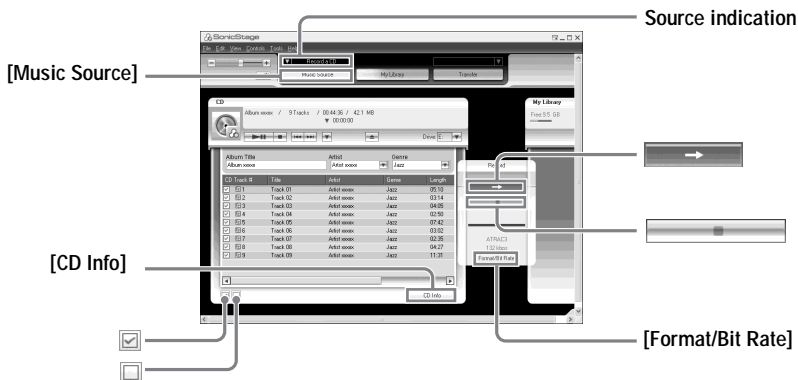 Source indication
SonicStage
File Edit View Controls Tools Help
Record a CD
[Music Source]
Music Source My Library Transfer
CD
My Library
Album xxxxx / 9 Tracks / 00:44:36 / 42.1 MB
00:00:00
Free:9.5 GB
Drive E:
Album Title Artist Genre
Album xxxxx Artist xxxxx Jazz
Record
CD Track # Title Artist Genre Length
1 Track 01 Artist xxxxx Jazz 05:10
2 Track 02 Artist xxxxx Jazz 03:14
3 Track 03 Artist xxxxx Jazz 04:05
4 Track 04 Artist xxxxx Jazz 02:50
5 Track 05 Artist xxxxx Jazz 07:42
6 Track 06 Artist xxxxx Jazz 03:02
7 Track 07 Artist xxxxx Jazz 02:35
8 Track 08 Artist xxxxx Jazz 04:27
9 Track 09 Artist xxxxx Jazz 11:31
ATRAC3
132 kbps
Format/Bit Rate
[CD Info]
CD Info
[Format/Bit Rate]